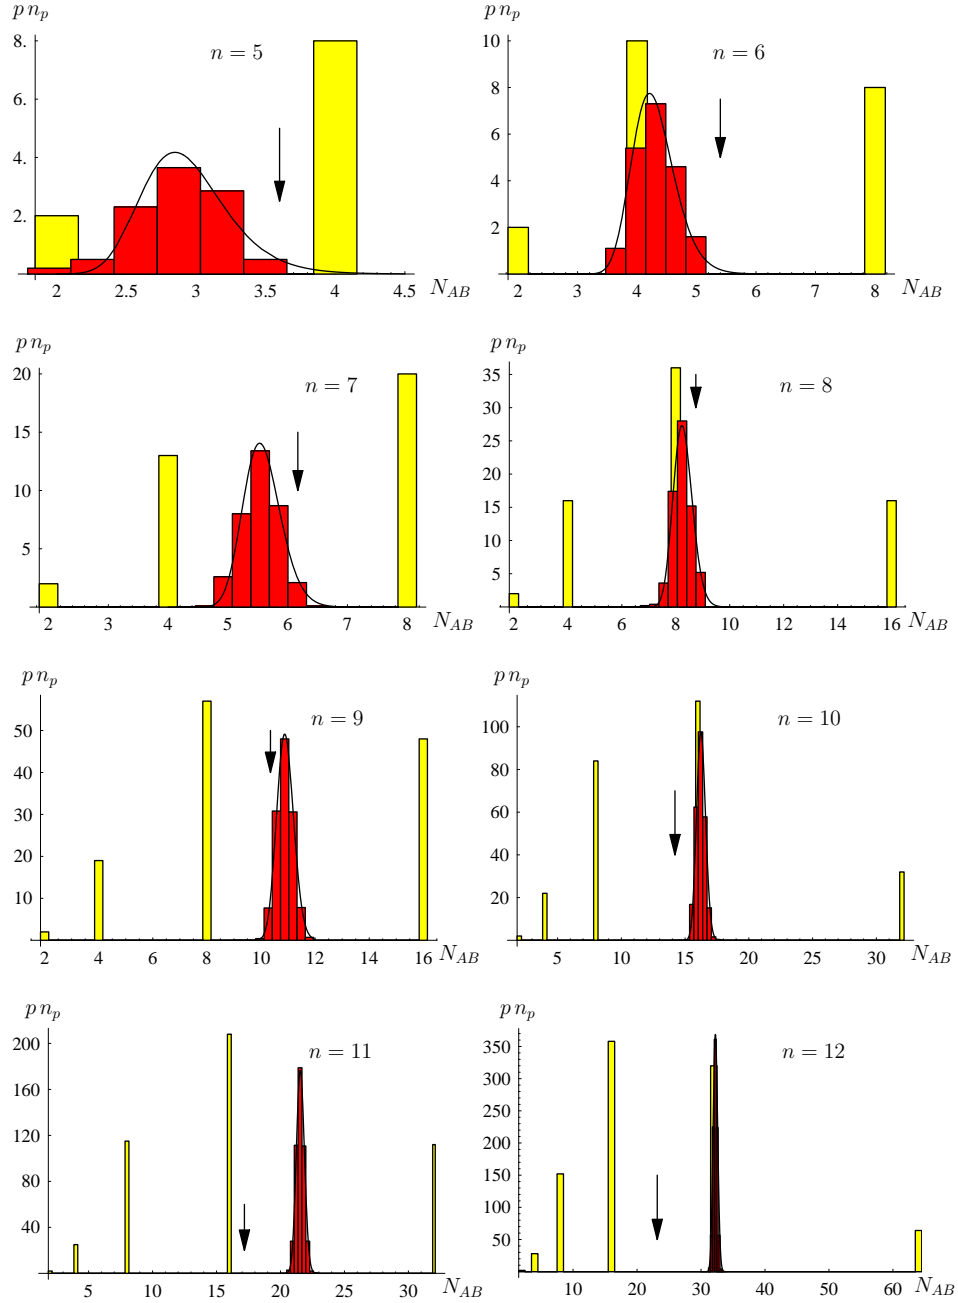 p n_p
8.
6.
4.
2.
n = 5
2 2.5 3 3.5 4 4.5 N_AB
p n_p
10
8
6
4
2
n = 6
2 3 4 5 6 7 8 N_AB
p n_p
20
15
10
5
n = 7
2 3 4 5 6 7 8 N_AB
p n_p
35
30
25
20
15
10
5
n = 8
2 4 6 8 10 12 14 16 N_AB
p n_p
50
40
30
20
10
n = 9
2 4 6 8 10 12 14 16 N_AB
p n_p
100
80
60
40
20
n = 10
5 10 15 20 25 30 N_AB
p n_p
200
160
120
80
40
n = 11
5 10 15 20 25 30 N_AB
p n_p
350
300
250
200
150
100
50
n = 12
10 20 30 40 50 60 N_AB